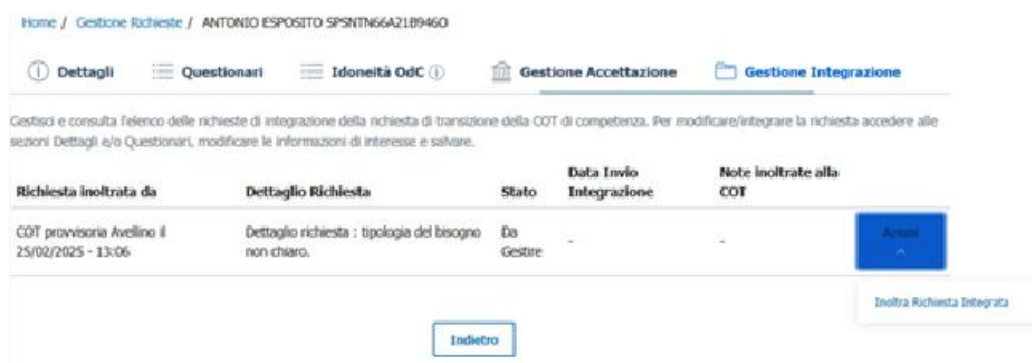 Home / Gestione Richieste / ANTONIO ESPOSITO SPSNTN66A21B946O
Dettagli Questionari Idoneità OdC Gestione Accettazione Gestione Integrazione
Gestisci e consulta l'elenco delle richieste di integrazione della richiesta di transizione della COT di competenza. Per modificare/integrare la richiesta accedere alle
sezioni Dettagli e/o Questionari, modificare le informazioni di interesse e salvare.
Richiesta inoltrata da Dettaglio Richiesta Stato Data Invio Integrazione Note inoltrate alla COT
COT provvisoria Avellino il Dettaglio richiesta : tipologia del bisogno Da - - Azioni
25/02/2025 - 13:06 non chiaro. Gestire
Inoltra Richiesta Integrata
Indietro